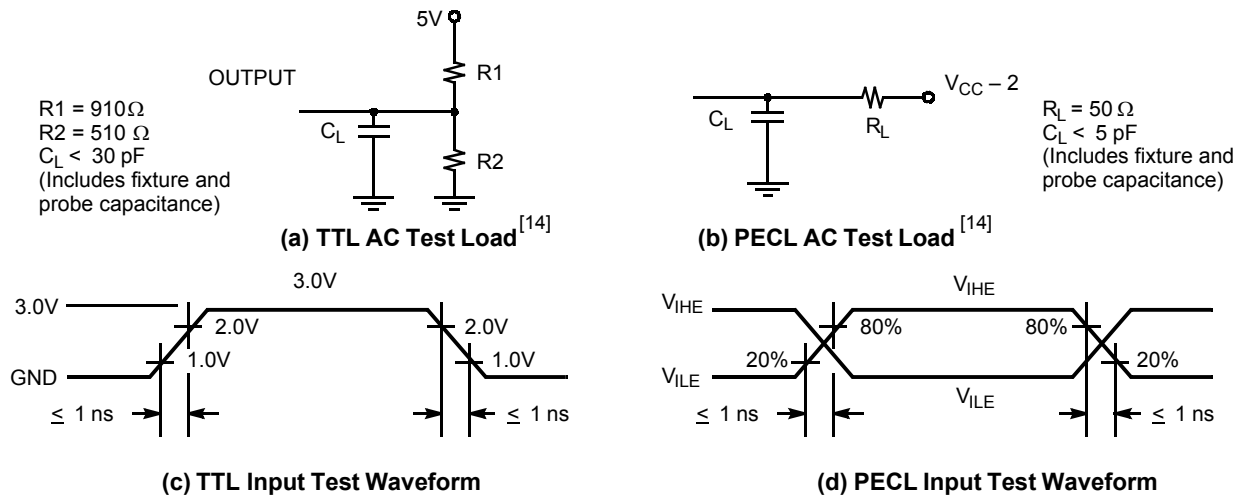 5V
OUTPUT
R1
R1 = 910Ω
R2 = 510 Ω
C_L < 30 pF
(Includes fixture and
probe capacitance)
C_L
R2
(a) TTL AC Test Load [14]
V_CC – 2
C_L
R_L
R_L = 50 Ω
C_L < 5 pF
(Includes fixture and
probe capacitance)
(b) PECL AC Test Load [14]
3.0V
3.0V
2.0V
2.0V
1.0V
1.0V
GND
≤ 1 ns
≤ 1 ns
(c) TTL Input Test Waveform
V_IHE
V_IHE
80%
80%
20%
20%
V_ILE
V_ILE
≤ 1 ns
≤ 1 ns
(d) PECL Input Test Waveform